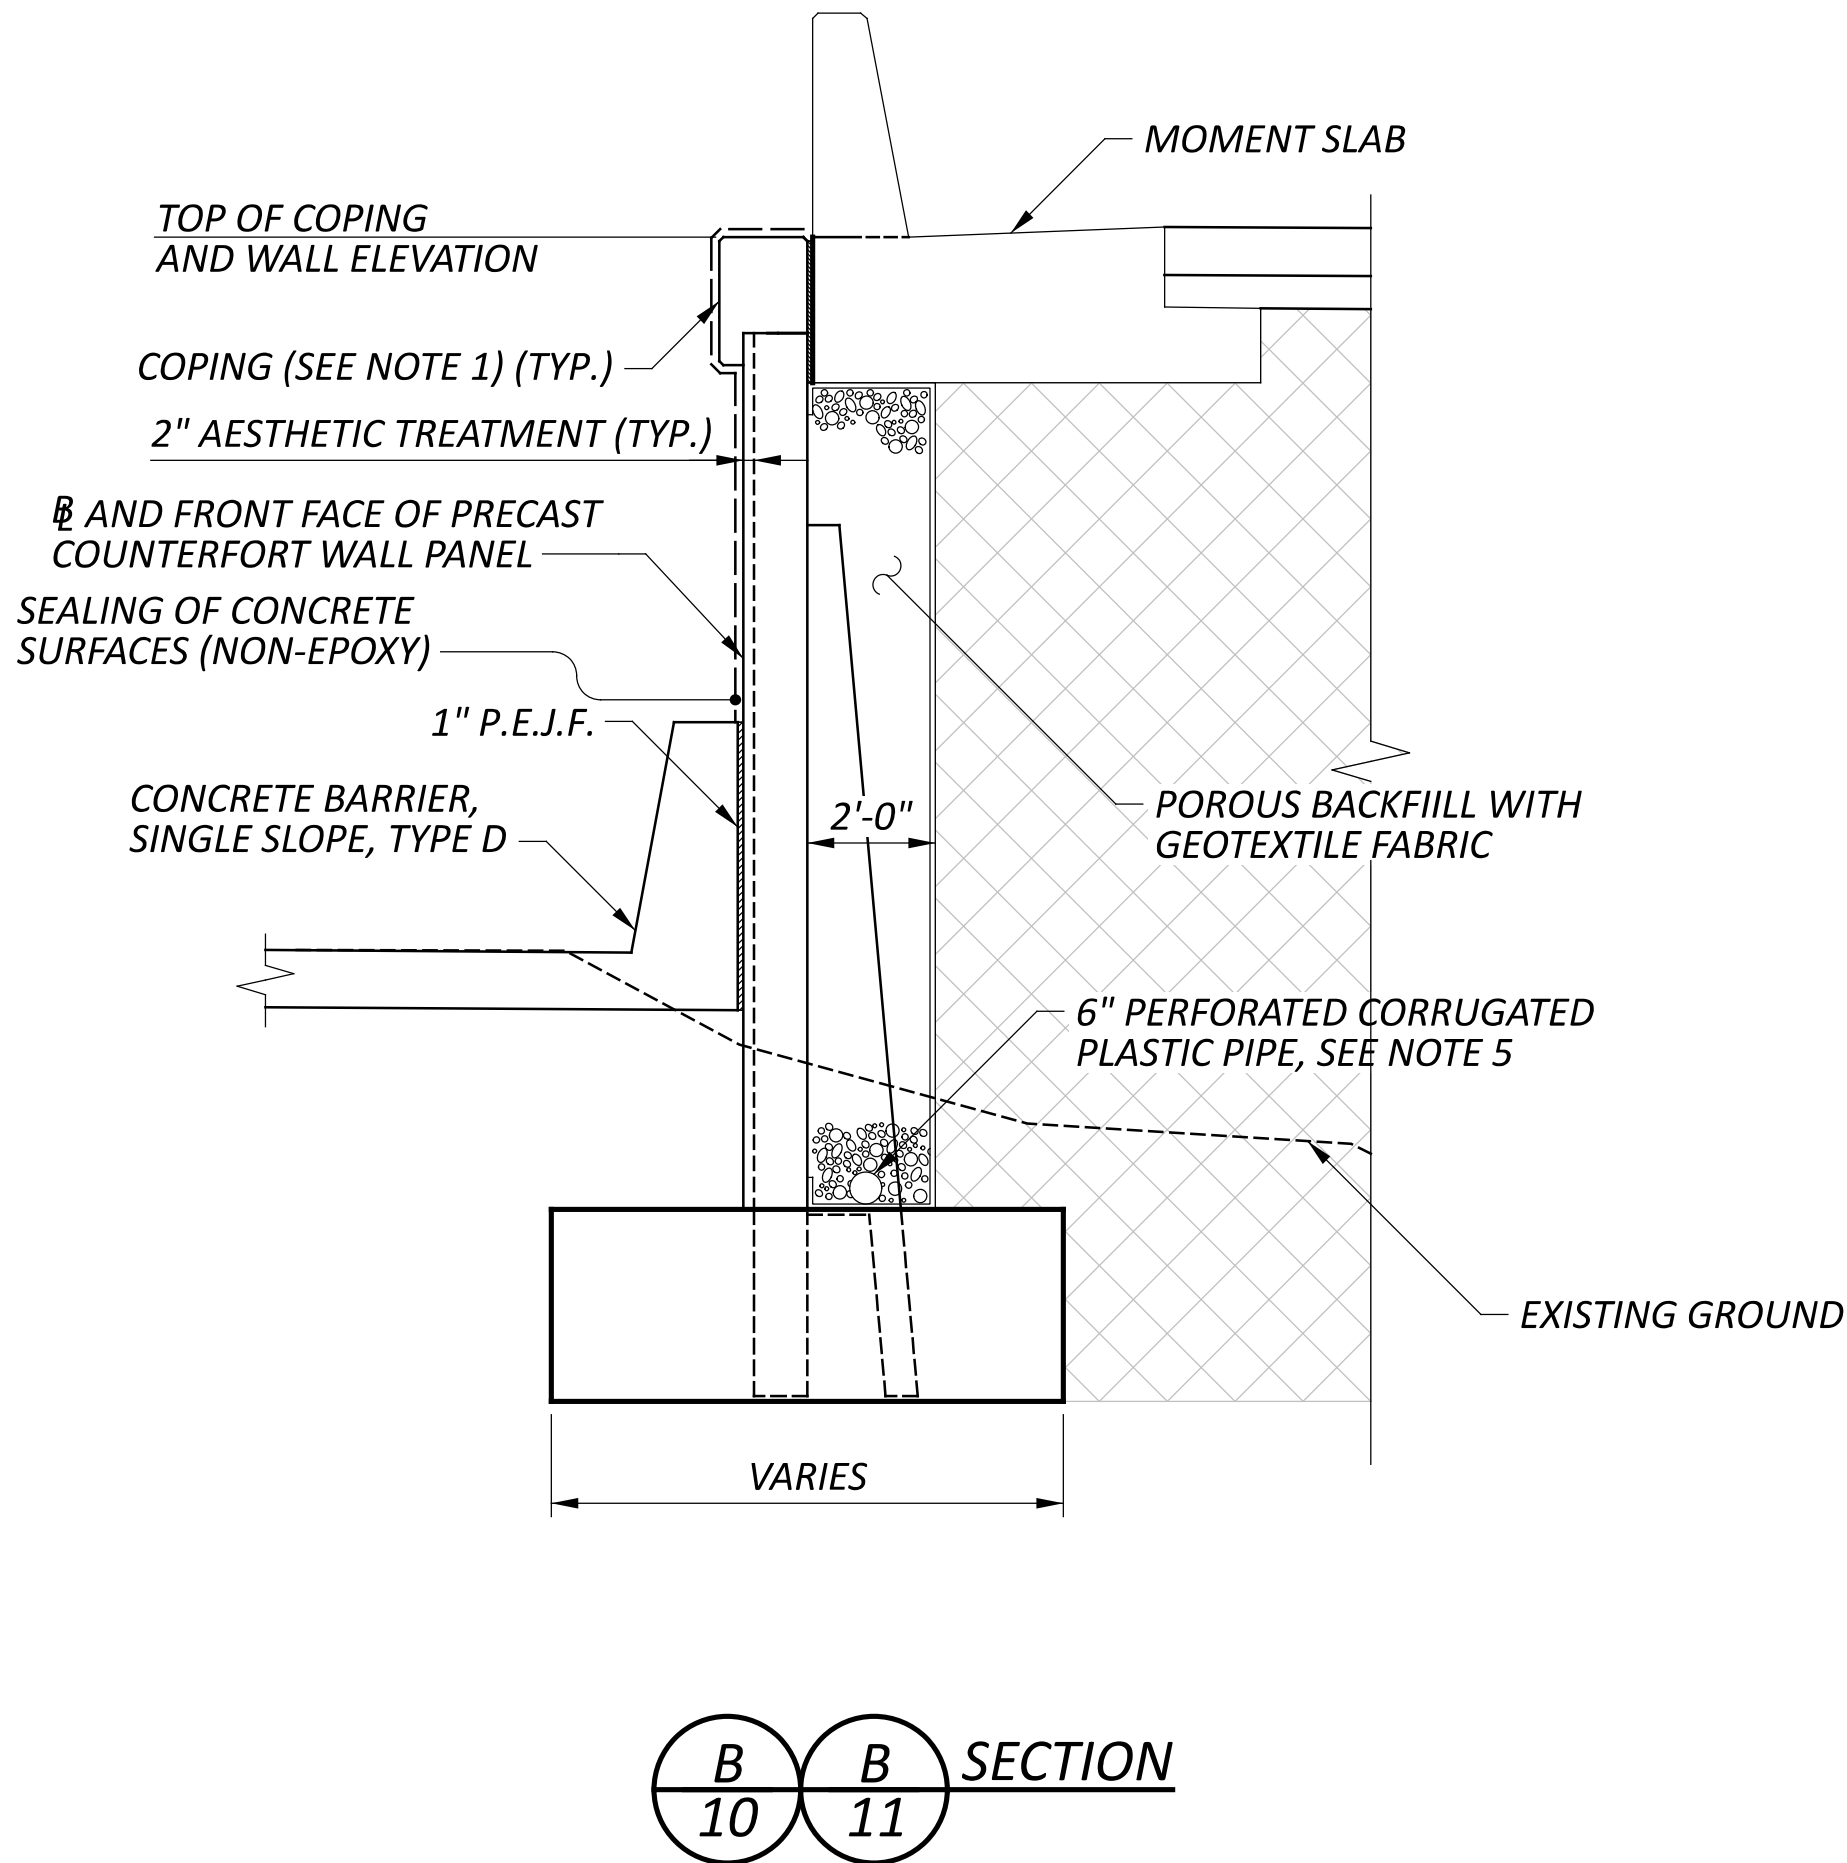 MOMENT SLAB
TOP OF COPING
AND WALL ELEVATION
COPING (SEE NOTE 1) (TYP.)
2" AESTHETIC TREATMENT (TYP.)
BL AND FRONT FACE OF PRECAST
COUNTERFORT WALL PANEL
SEALING OF CONCRETE
SURFACES (NON-EPOXY)
1" P.E.J.F.
CONCRETE BARRIER,
SINGLE SLOPE, TYPE D
2'-0"
POROUS BACKFIILL WITH
GEOTEXTILE FABRIC
6" PERFORATED CORRUGATED
PLASTIC PIPE, SEE NOTE 5
EXISTING GROUND
VARIES
B
10
B
11
SECTION